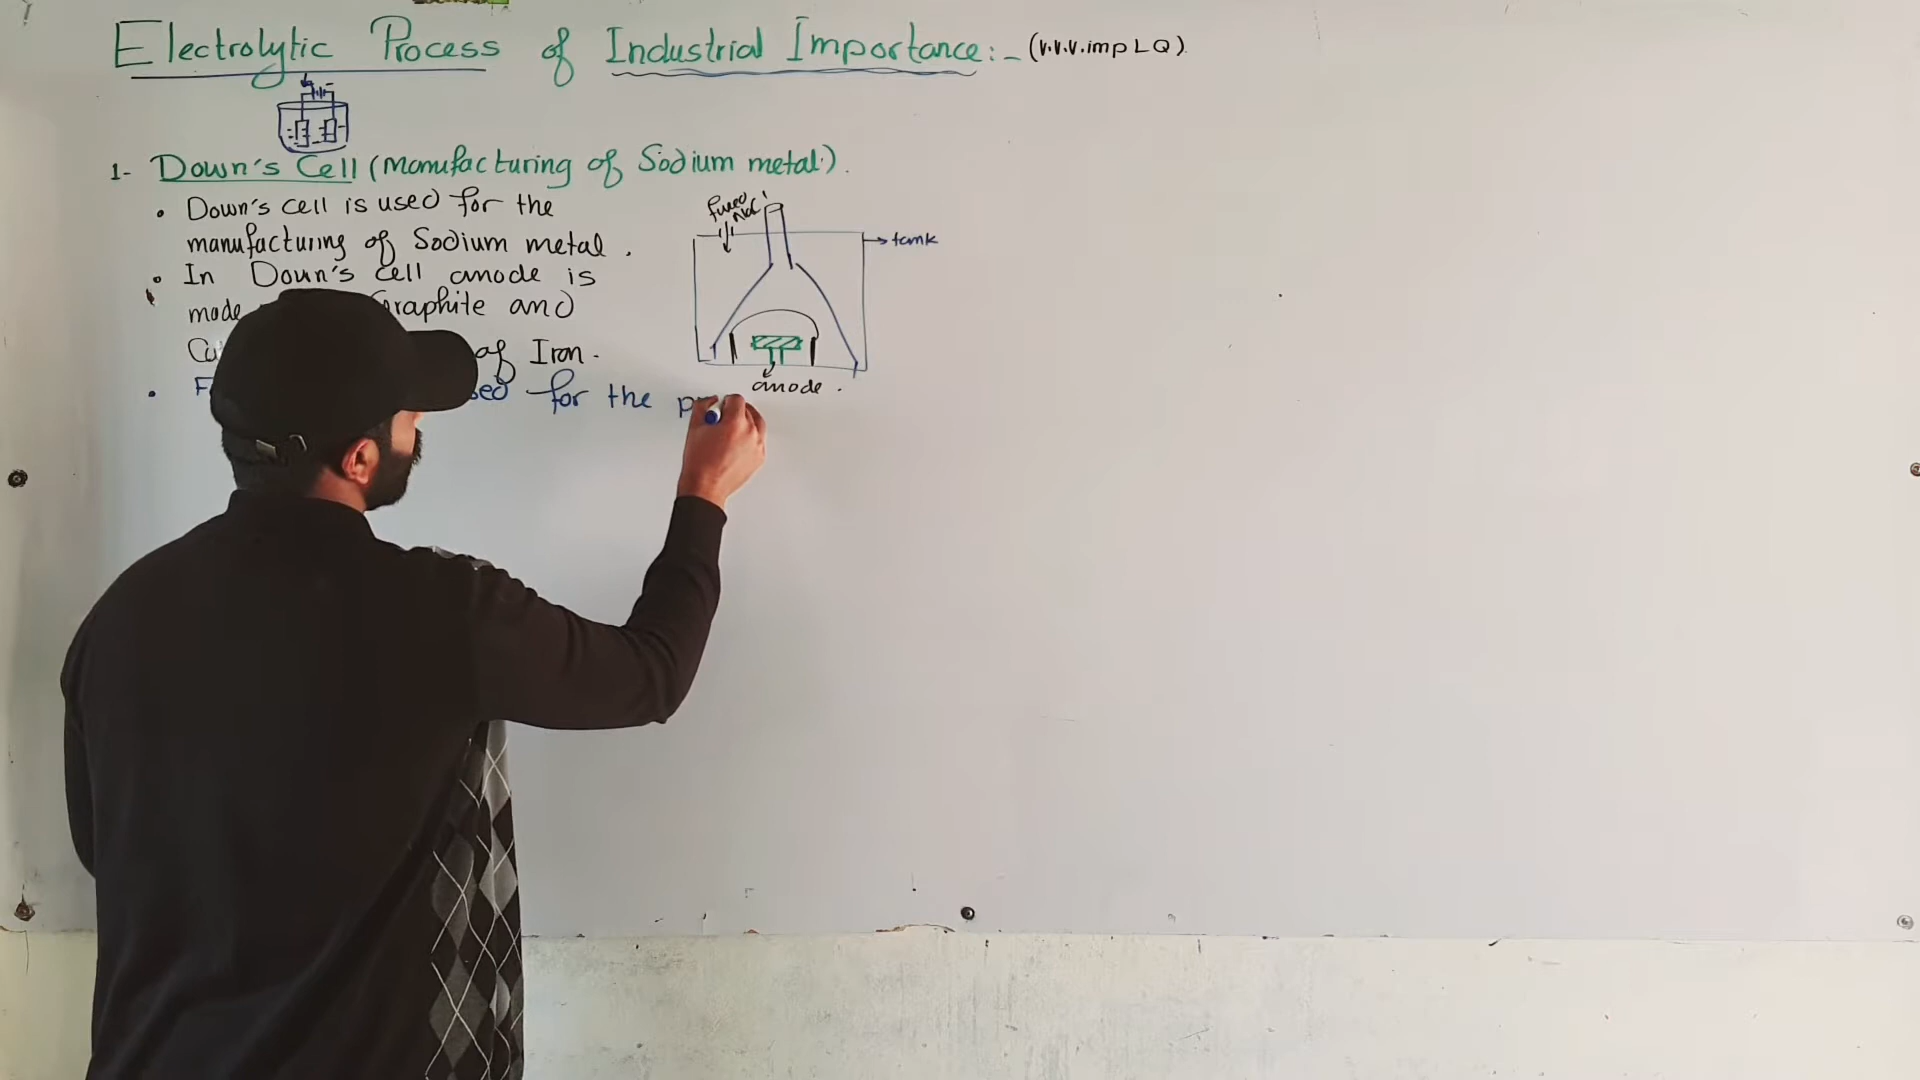 Electrolytic Process of Industrial Importance:- (v.v.v.imp LQ)
1- Down's Cell (Manufacturing of Sodium metal).
• Down's cell is used for the
manufacturing of Sodium metal.
fused
NaCl
tank
• In Down's cell anode is
made Graphite and
of Iron.
anode.
• for the